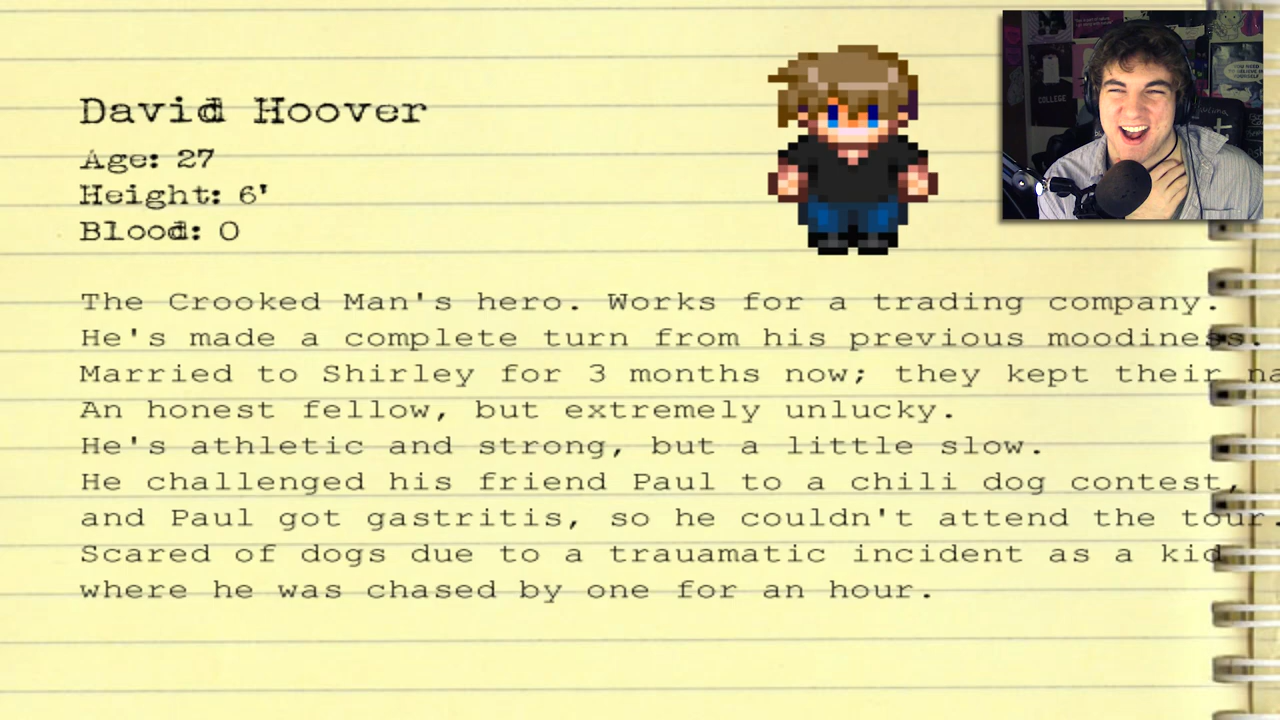 David Hoover
Age: 27
Height: 6'
Blood: O
The Crooked Man's hero. Works for a trading company.
He's made a complete turn from his previous moodiness.
Married to Shirley for 3 months now; they kept their
An honest fellow, but extremely unlucky.
He's athletic and strong, but a little slow.
He challenged his friend Paul to a chili dog contest,
and Paul got gastritis, so he couldn't attend the tour.
Scared of dogs due to a trauamatic incident as a kid
where he was chased by one for an hour.
COLLEGE